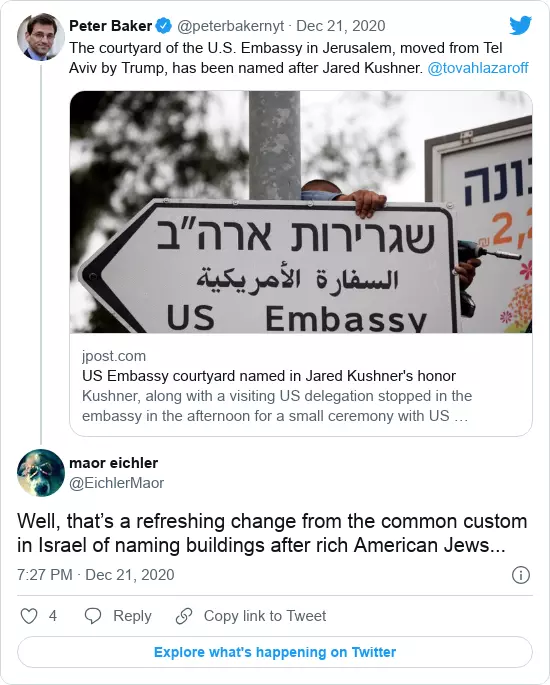 Peter Baker @peterbakernyt · Dec 21, 2020
The courtyard of the U.S. Embassy in Jerusalem, moved from Tel
Aviv by Trump, has been named after Jared Kushner. @tovahlazaroff
שגרירות ארה"ב
السفارة الأمريكية
US Embassy
jpost.com
US Embassy courtyard named in Jared Kushner's honor
Kushner, along with a visiting US delegation stopped in the
embassy in the afternoon for a small ceremony with US …
maor eichler
@EichlerMaor
Well, that’s a refreshing change from the common custom
in Israel of naming buildings after rich American Jews...
7:27 PM · Dec 21, 2020
4 Reply Copy link to Tweet
Explore what's happening on Twitter